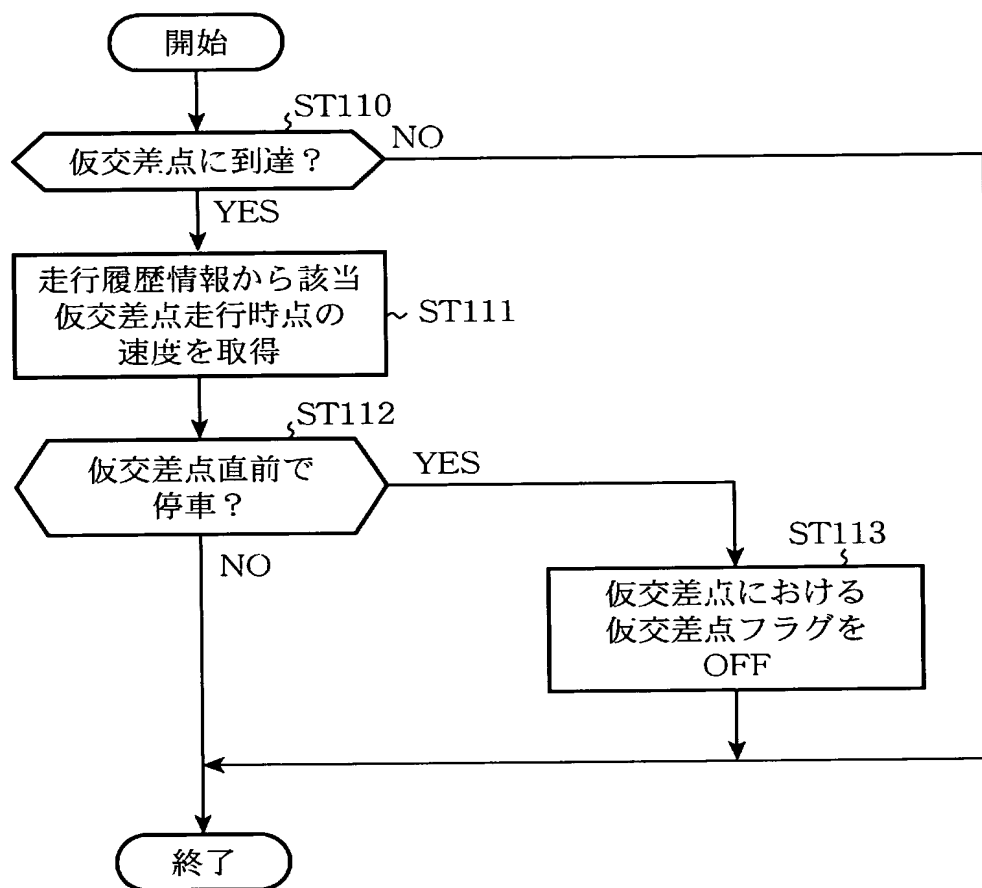 開始
ST110
仮交差点に到達？
NO
YES
走行履歴情報から該当
仮交差点走行時点の
速度を取得
ST111
ST112
仮交差点直前で
停車？
YES
NO
ST113
仮交差点における
仮交差点フラグを
OFF
終了